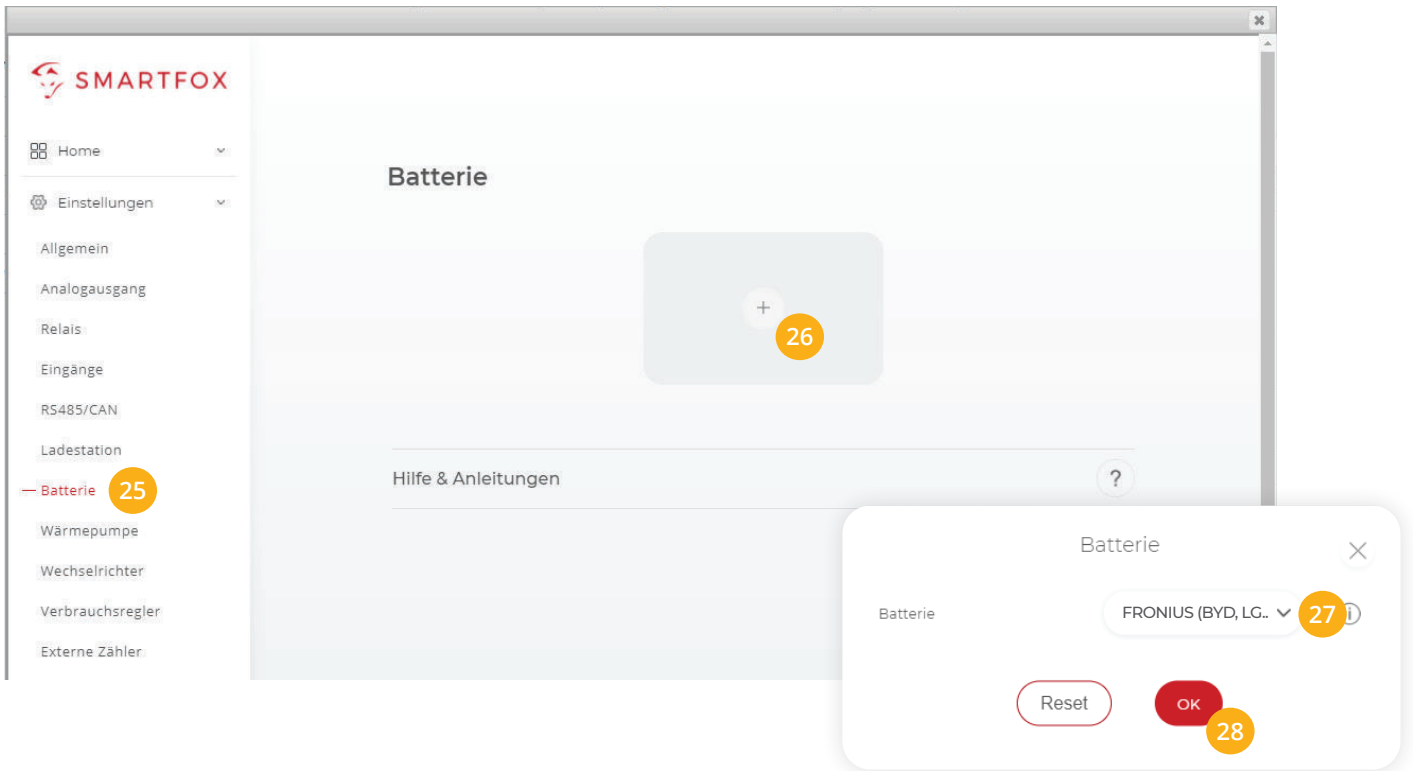 SMARTFOX
Home
Einstellungen
Allgemein
Analogausgang
Relais
Eingänge
RS485/CAN
Ladestation
Batterie 25
Wärmepumpe
Wechselrichter
Verbrauchsregler
Externe Zähler
Batterie
+
26
Hilfe & Anleitungen ?
Batterie
Batterie FRONIUS (BYD, LG.. 27 i
Reset OK
28